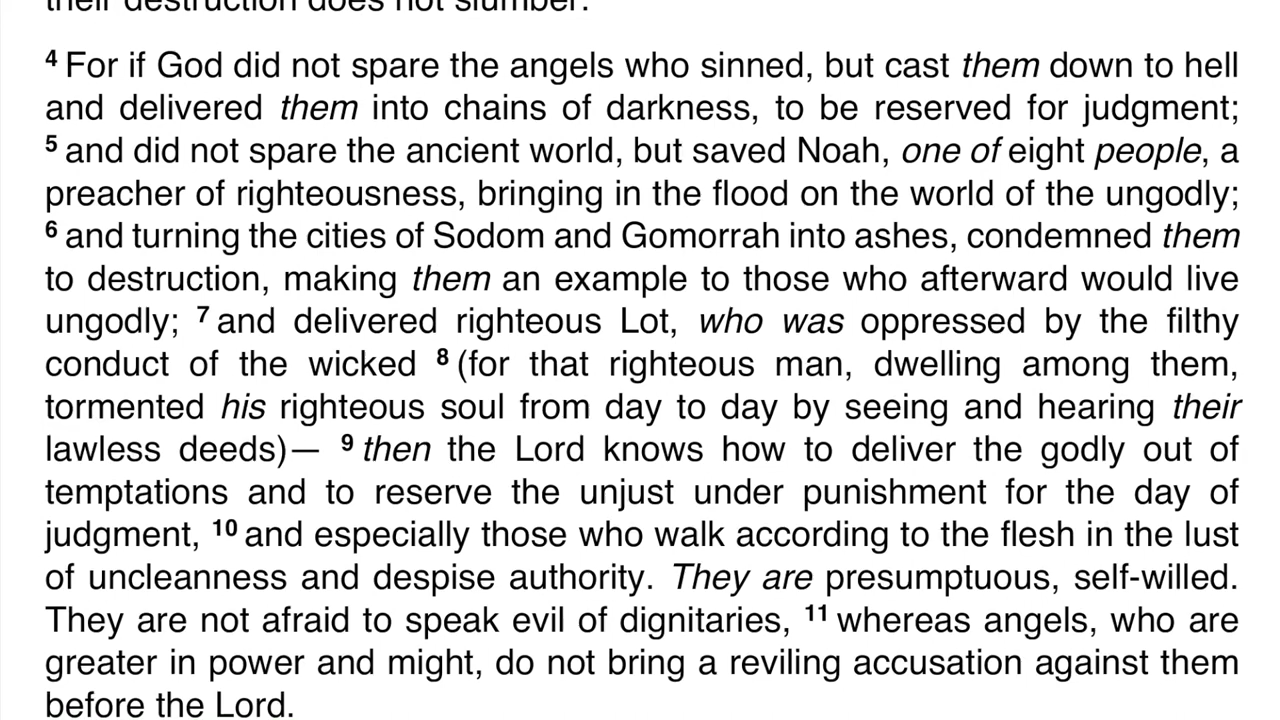 their destruction does not slumber.
4 For if God did not spare the angels who sinned, but cast them down to hell
and delivered them into chains of darkness, to be reserved for judgment;
5 and did not spare the ancient world, but saved Noah, one of eight people, a
preacher of righteousness, bringing in the flood on the world of the ungodly;
6 and turning the cities of Sodom and Gomorrah into ashes, condemned them
to destruction, making them an example to those who afterward would live
ungodly; 7 and delivered righteous Lot, who was oppressed by the filthy
conduct of the wicked 8 (for that righteous man, dwelling among them,
tormented his righteous soul from day to day by seeing and hearing their
lawless deeds)— 9 then the Lord knows how to deliver the godly out of
temptations and to reserve the unjust under punishment for the day of
judgment, 10 and especially those who walk according to the flesh in the lust
of uncleanness and despise authority. They are presumptuous, self-willed.
They are not afraid to speak evil of dignitaries, 11 whereas angels, who are
greater in power and might, do not bring a reviling accusation against them
before the Lord.